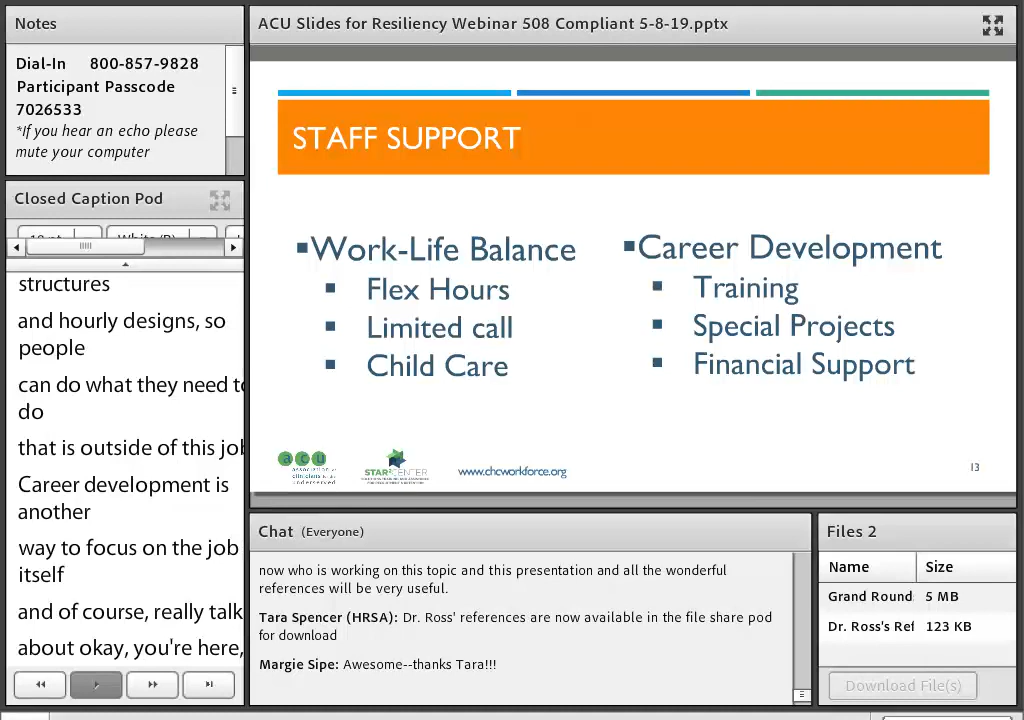 Notes
Dial-In 800-857-9828
Participant Passcode
7026533
*If you hear an echo please
mute your computer
Closed Caption Pod
structures
and hourly designs, so
people
can do what they need to
do
that is outside of this job
Career development is
another
way to focus on the job
itself
and of course, really talk
about okay, you're here,
ACU Slides for Resiliency Webinar 508 Compliant 5-8-19.pptx
STAFF SUPPORT
▪Work-Life Balance
▪ Flex Hours
▪ Limited call
▪ Child Care
▪Career Development
▪ Training
▪ Special Projects
▪ Financial Support
acu
STAR²CENTER
www.chcworkforce.org
13
Chat (Everyone)
now who is working on this topic and this presentation and all the wonderful
references will be very useful.
Tara Spencer (HRSA): Dr. Ross' references are now available in the file share pod
for download
Margie Sipe: Awesome--thanks Tara!!!
Files 2
Name Size
Grand Round 5 MB
Dr. Ross's Ref 123 KB
Download File(s)